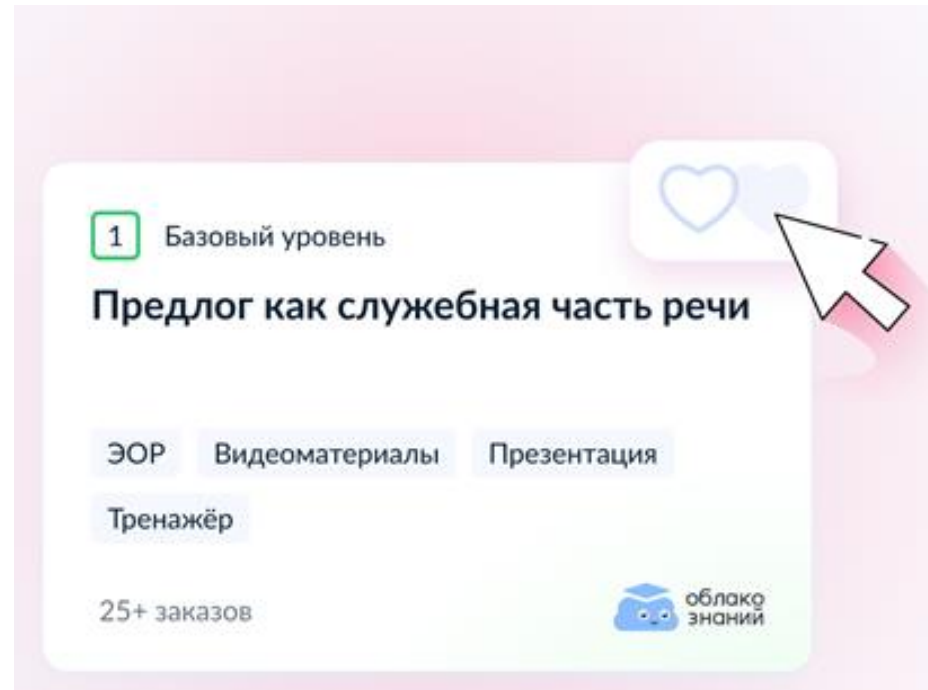 1 Базовый уровень
Предлог как служебная часть речи
ЭОР Видеоматериалы Презентация
Тренажёр
25+ заказов
облако
знаний